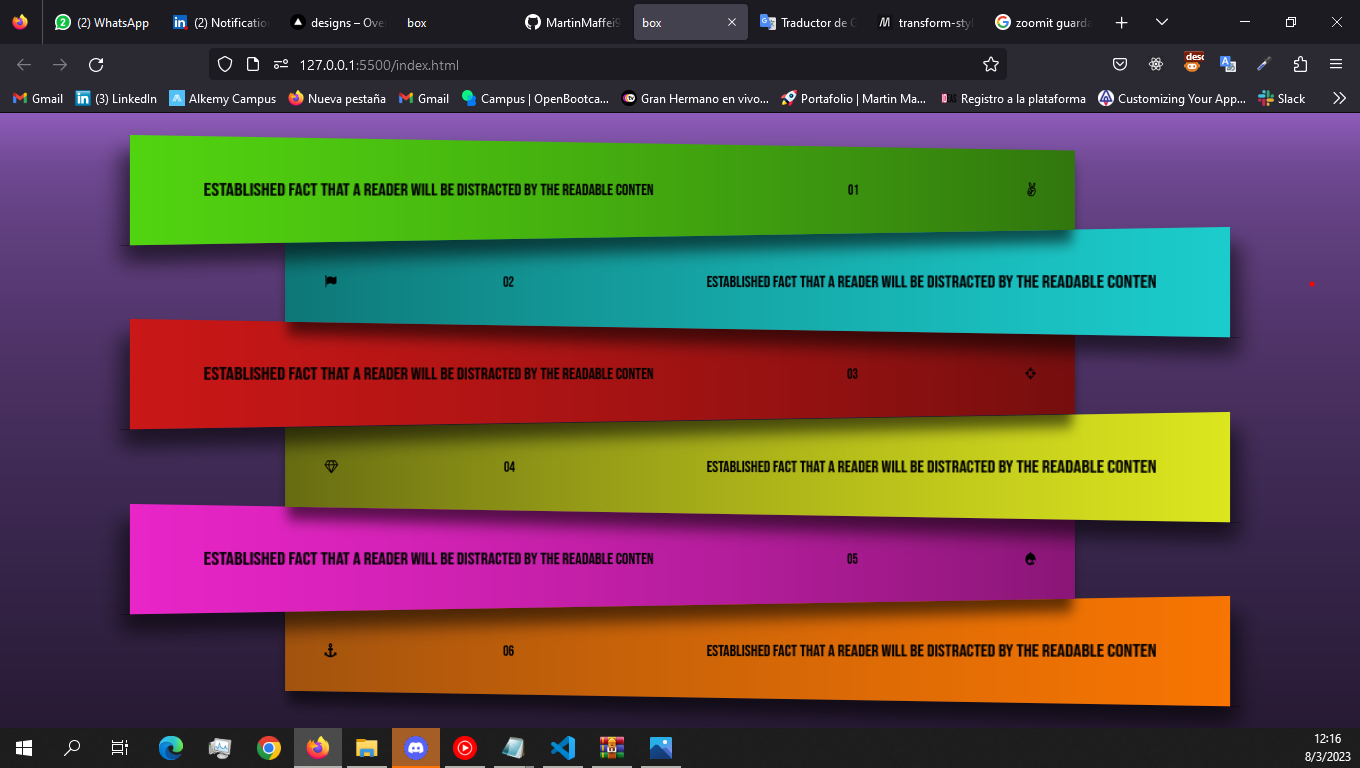 (2) WhatsApp
(2) Notificatio
designs – Ove
box
MartinMaffei9
box
Traductor de G
transform-styl
zoomit guarda
127.0.0.1:5500/index.html
Gmail
(3) LinkedIn
Alkemy Campus
Nueva pestaña
Gmail
Campus | OpenBootca...
Gran Hermano en vivo...
Portafolio | Martin Ma...
Registro a la plataforma
Customizing Your App...
Slack
ESTABLISHED FACT THAT A READER WILL BE DISTRACTED BY THE READABLE CONTEN
01
02
ESTABLISHED FACT THAT A READER WILL BE DISTRACTED BY THE READABLE CONTEN
ESTABLISHED FACT THAT A READER WILL BE DISTRACTED BY THE READABLE CONTEN
03
04
ESTABLISHED FACT THAT A READER WILL BE DISTRACTED BY THE READABLE CONTEN
ESTABLISHED FACT THAT A READER WILL BE DISTRACTED BY THE READABLE CONTEN
05
06
ESTABLISHED FACT THAT A READER WILL BE DISTRACTED BY THE READABLE CONTEN
12:16
8/3/2023